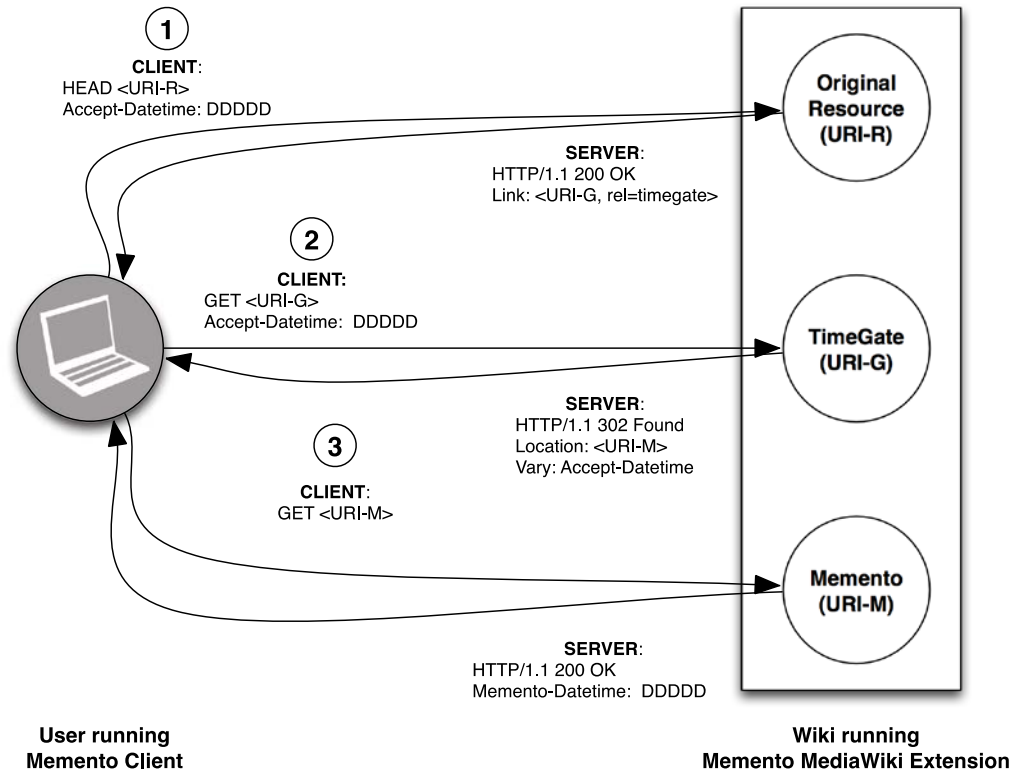 1
CLIENT:
HEAD <URI-R>
Accept-Datetime: DDDDD
Original
Resource
(URI-R)
SERVER:
HTTP/1.1 200 OK
Link: <URI-G, rel=timegate>
2
CLIENT:
GET <URI-G>
Accept-Datetime: DDDDD
TimeGate
(URI-G)
SERVER:
HTTP/1.1 302 Found
Location: <URI-M>
Vary: Accept-Datetime
3
CLIENT:
GET <URI-M>
Memento
(URI-M)
SERVER:
HTTP/1.1 200 OK
Memento-Datetime: DDDDD
User running
Memento Client
Wiki running
Memento MediaWiki Extension